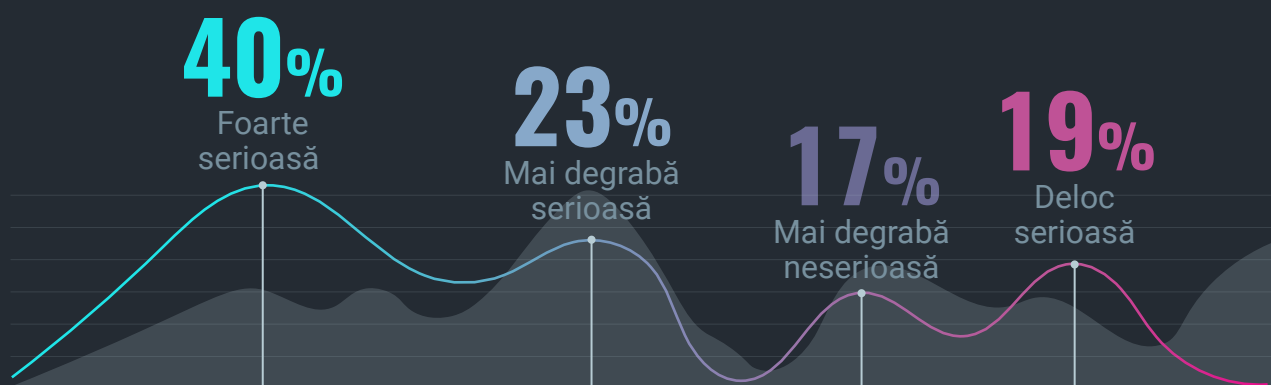 40%
Foarte
serioasă
23%
Mai degrabă
serioasă
17%
Mai degrabă
neserioasă
19%
Deloc
serioasă